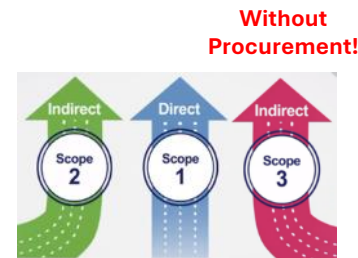 Without
Procurement!
Indirect
Direct
Indirect
Scope
2
Scope
1
Scope
3